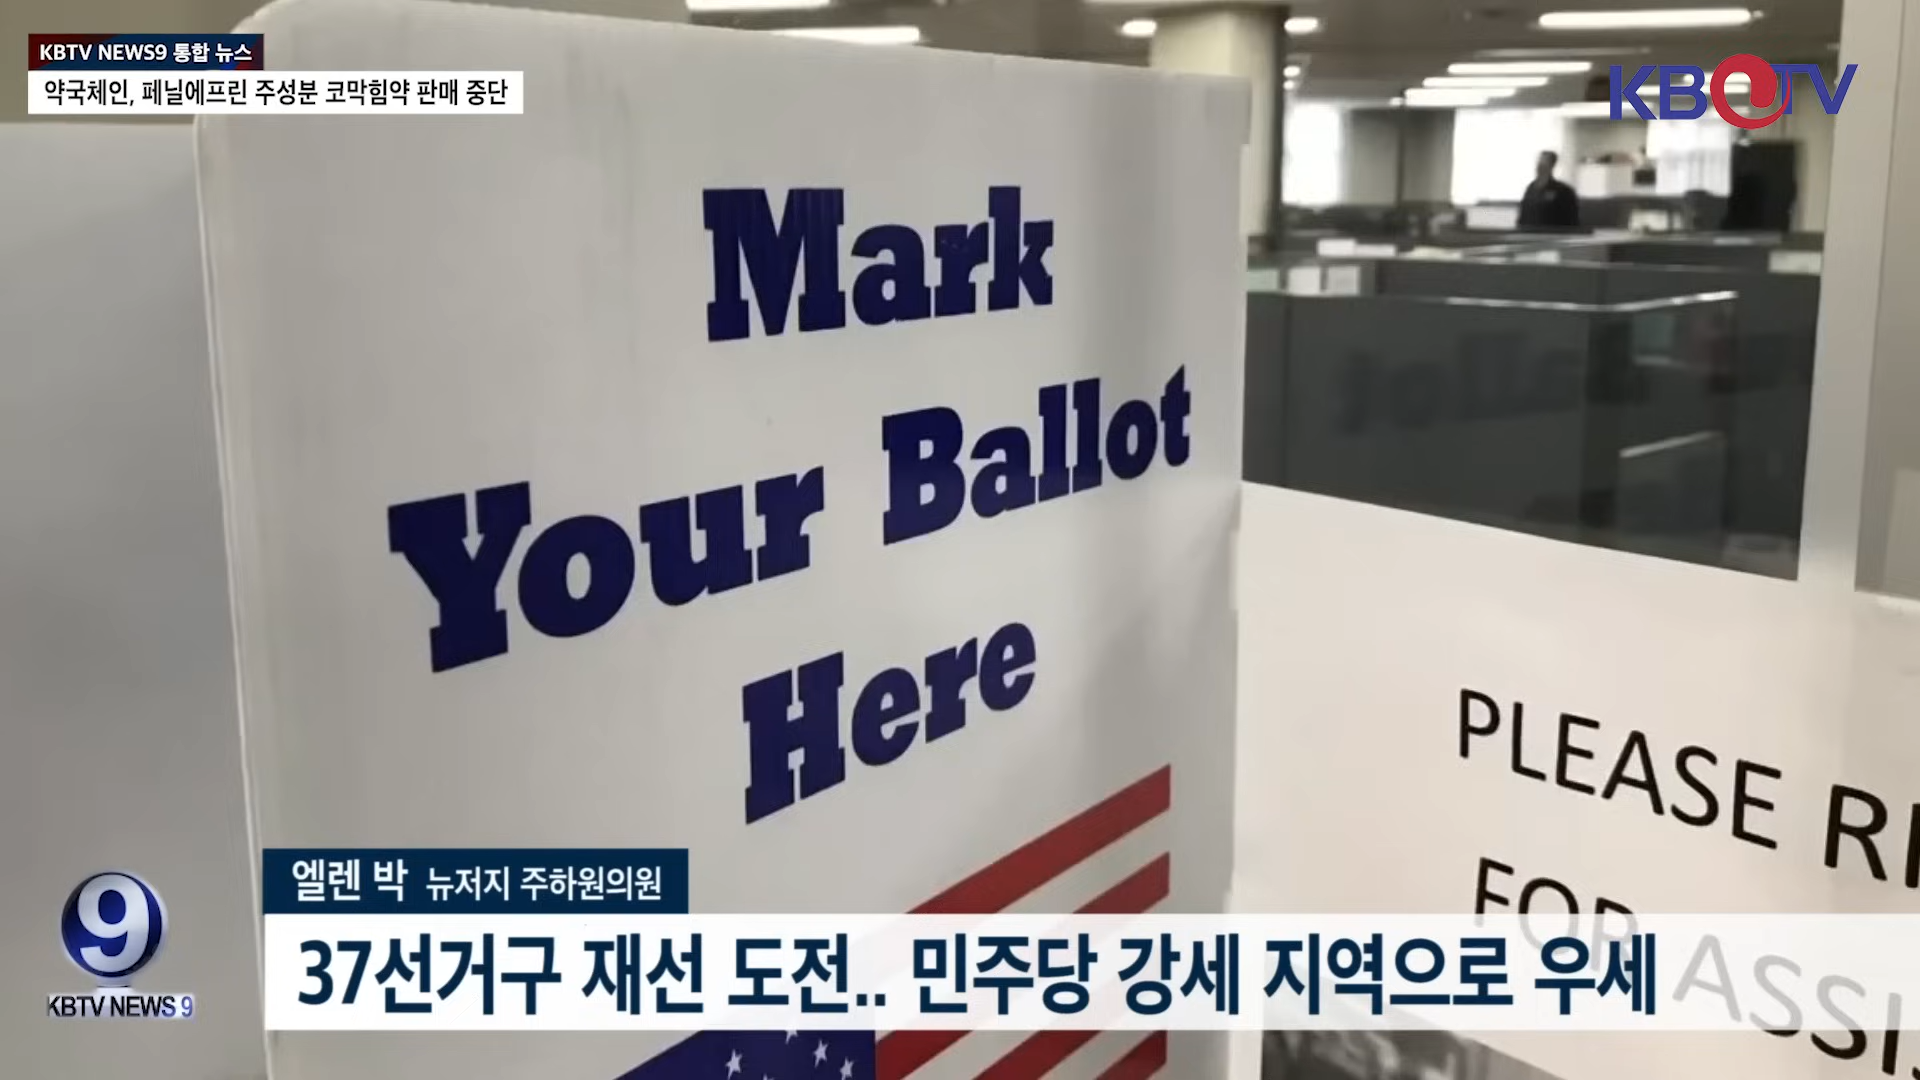 KBTV NEWS9 통합 뉴스
약국체인, 페닐에프린 주성분 코막힘약 판매 중단
KBTV
Mark
Your Ballot
Here
PLEASE
FOR ASSI
엘렌 박 뉴저지 주하원의원
37선거구 재선 도전.. 민주당 강세 지역으로 우세
9
KBTV NEWS 9